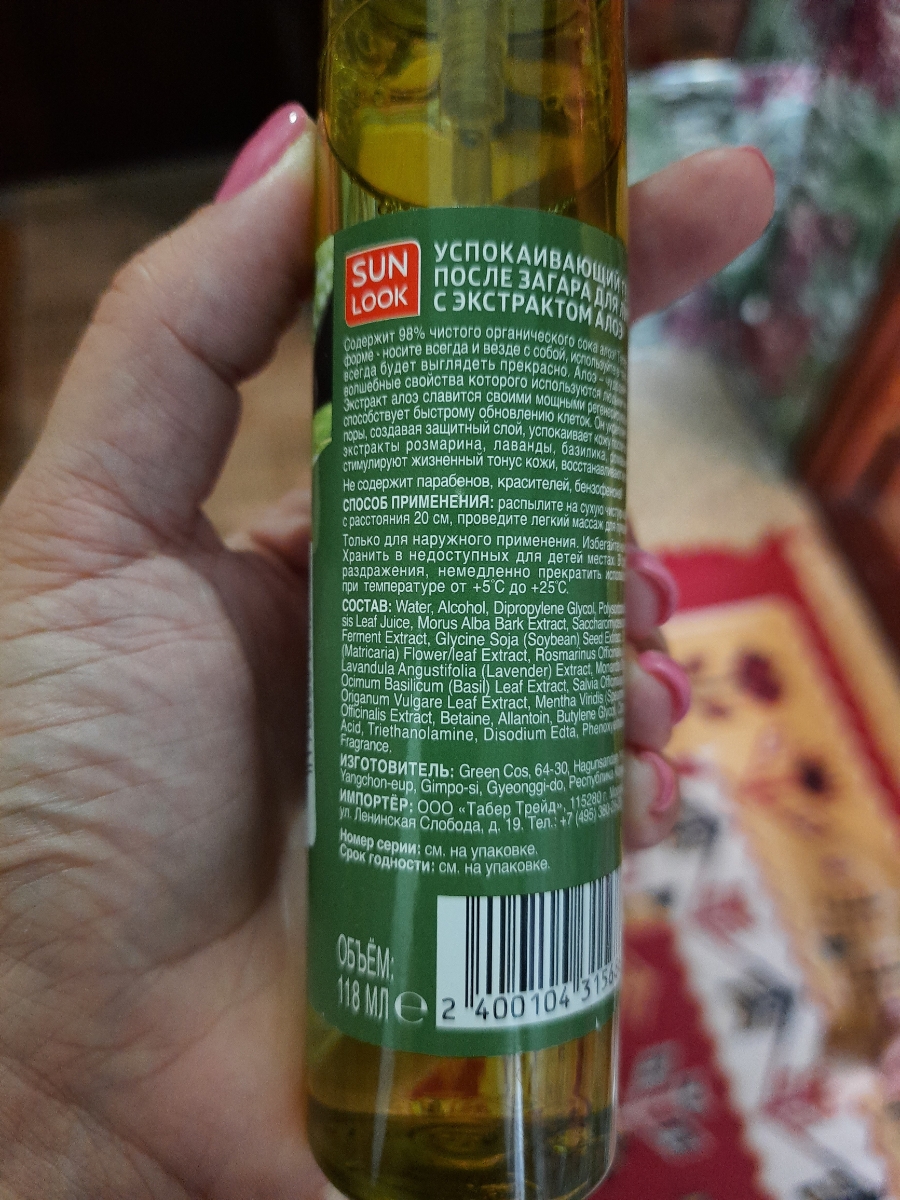 SUN
LOOK
УСПОКАИВАЮЩИЙ
ПОСЛЕ ЗАГАРА ДЛЯ
С ЭКСТРАКТОМ АЛОЭ
Содержит 98% чистого органического сока алоэ
форме - носите всегда и везде с собой, используйте
всегда будет выглядеть прекрасно. Алоэ –
волшебные свойства которого используются
Экстракт алоэ славится своими мощными
способствует быстрому обновлению клеток. Он
поры, создавая защитный слой, успокаивает кожу
экстракты розмарина, лаванды, базилика,
стимулируют жизненный тонус кожи,
Не содержит парабенов, красителей,
СПОСОБ ПРИМЕНЕНИЯ: распылите на сухую
с расстояния 20 см, проведите легкий массаж
Только для наружного применения. Избегайте
Хранить в недоступных для детей местах.
раздражения, немедленно прекратить
при температуре от +5°C до +25°C.
СОСТАВ: Water, Alcohol, Dipropylene Glycol,
sis Leaf Juice, Morus Alba Bark Extract,
Ferment Extract, Glycine Soja (Soybean) Seed
(Matricaria) Flower/leaf Extract, Rosmarinus
Lavandula Angustifolia (Lavender) Extract,
Ocimum Basilicum (Basil) Leaf Extract, Salvia
Origanum Vulgare Leaf Extract, Mentha Viridis
Officinalis Extract, Betaine, Allantoin, Butylene
Acid, Triethanolamine, Disodium Edta,
Fragrance.
ИЗГОТОВИТЕЛЬ: Green Cos, 64-30,
Yangchon-eup, Gimpo-si, Gyeonggi-do, Республика
ИМПОРТЁР: ООО «Табер Трейд», 115280
ул. Ленинская Слобода, д. 19. Тел.: +7 (495)
Номер серии: см. на упаковке.
Срок годности: см. на упаковке.
ОБЪЁМ:
118 МЛ ℮
2 400104